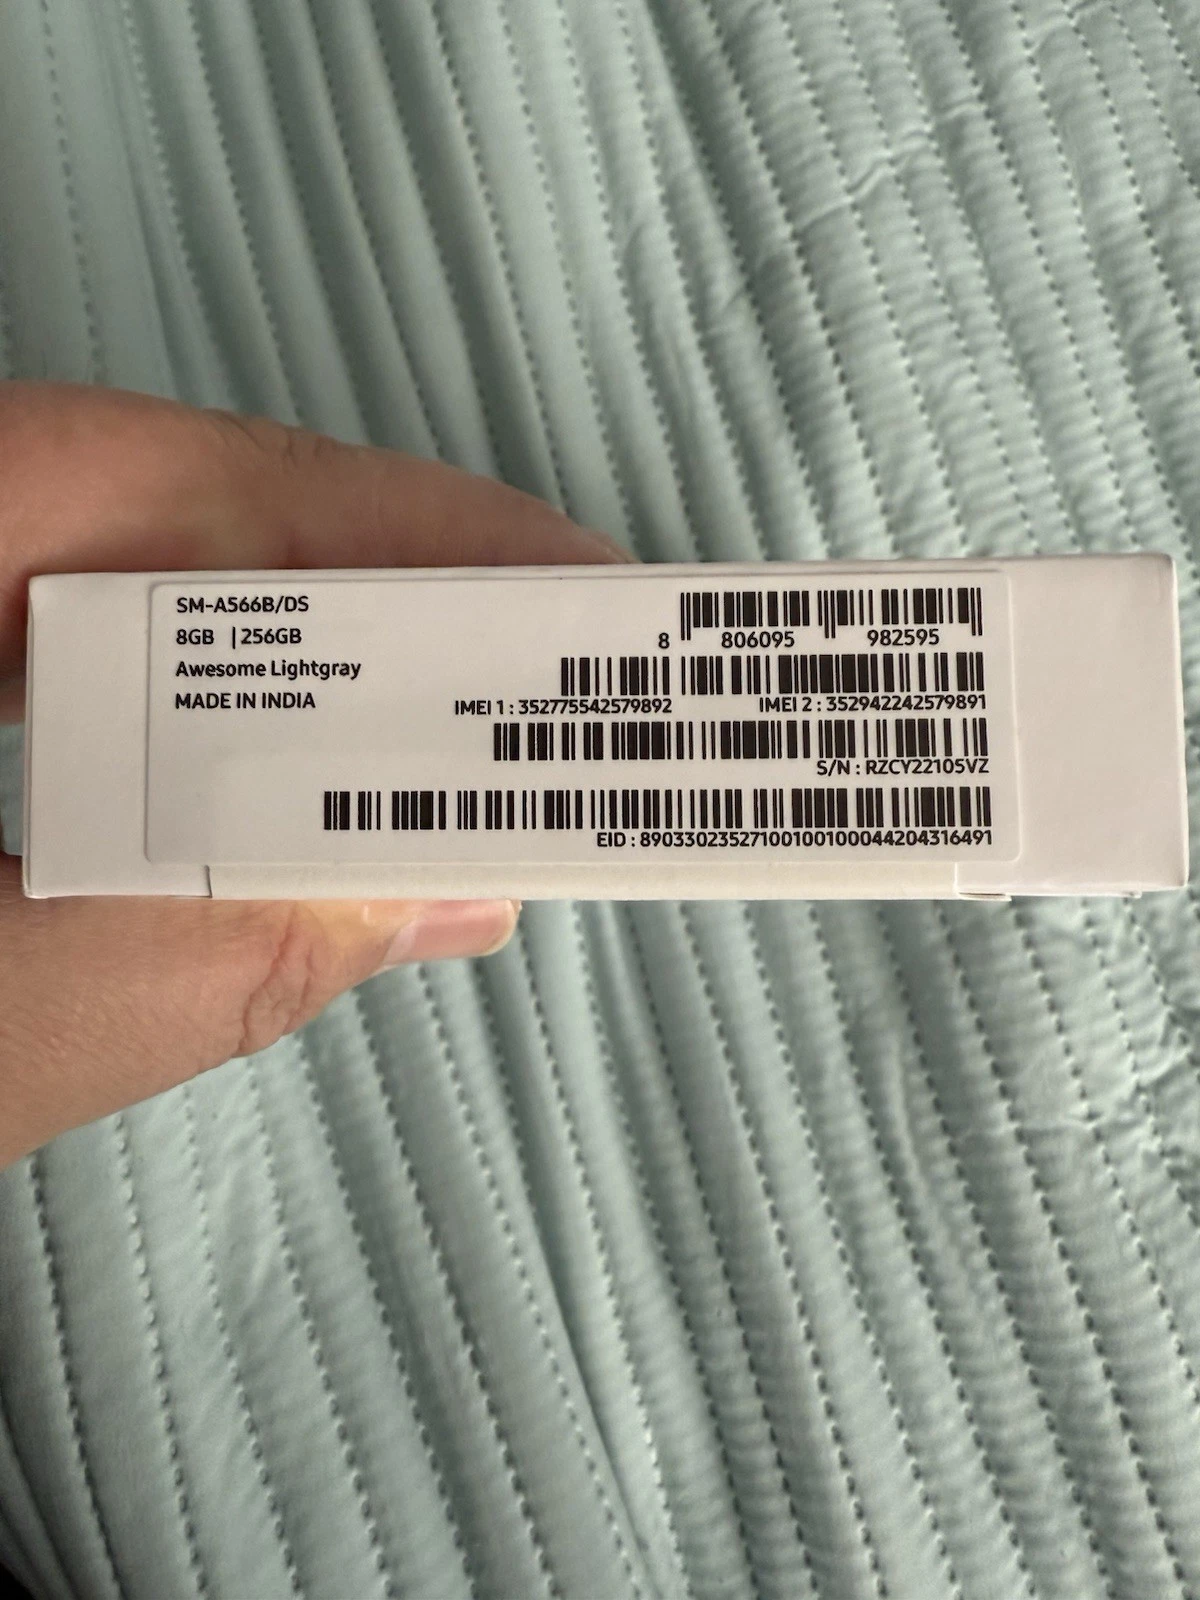 SM-A566B/DS
8GB | 256GB
Awesome Lightgray
MADE IN INDIA
8 806095 982595
IMEI 1 : 352775542579892 IMEI 2 : 352942242579891
S/N : RZCY22105VZ
EID : 89033023527100100100044204316491